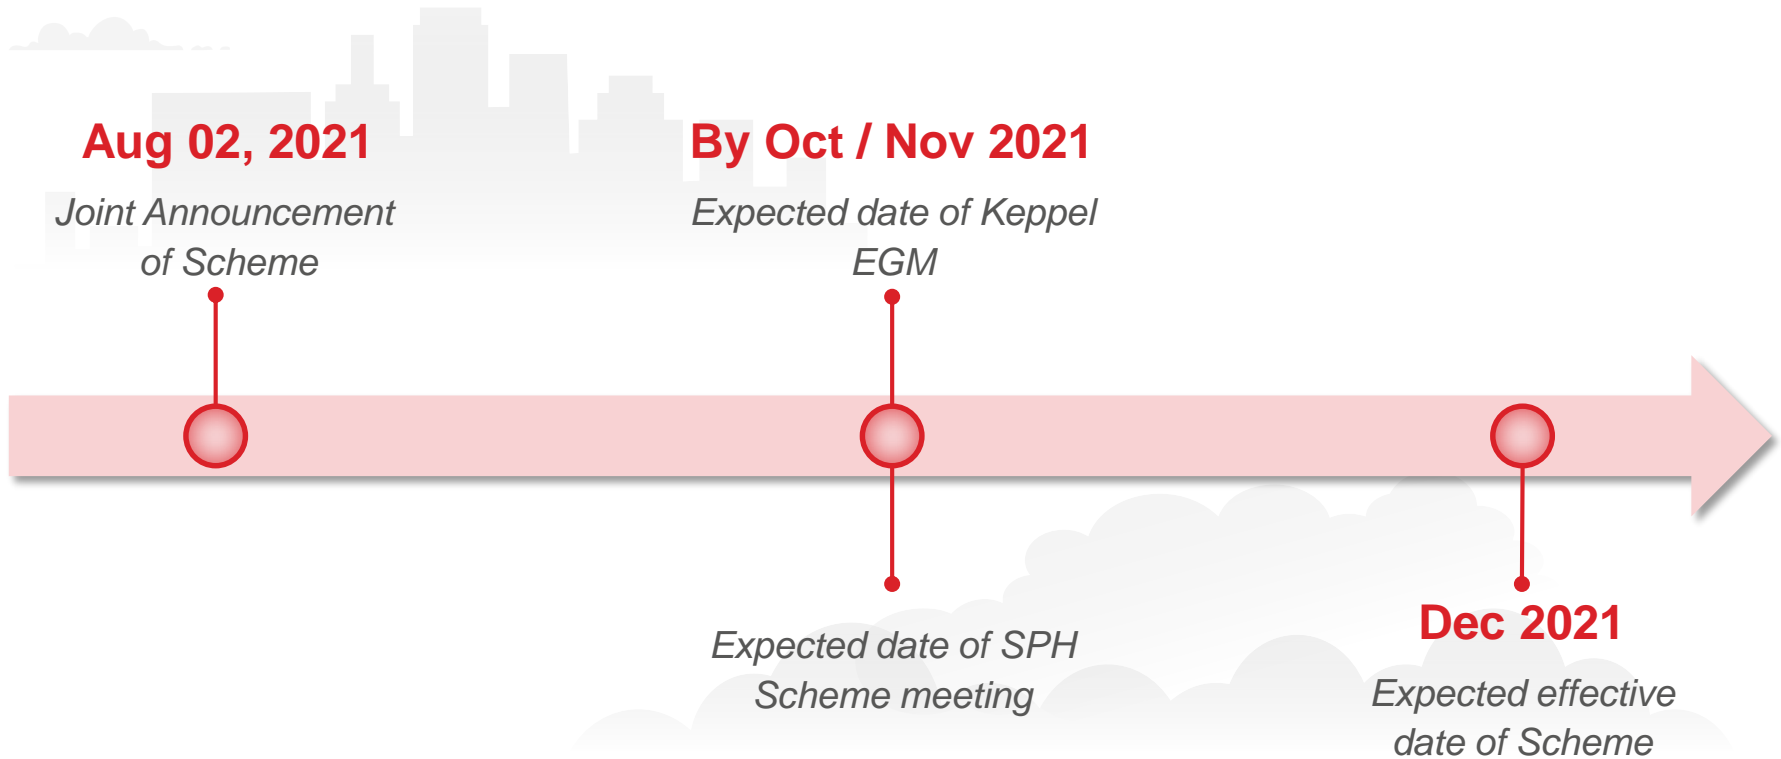 Aug 02, 2021
Joint Announcement
of Scheme
By Oct / Nov 2021
Expected date of Keppel
EGM
Expected date of SPH
Scheme meeting
Dec 2021
Expected effective
date of Scheme